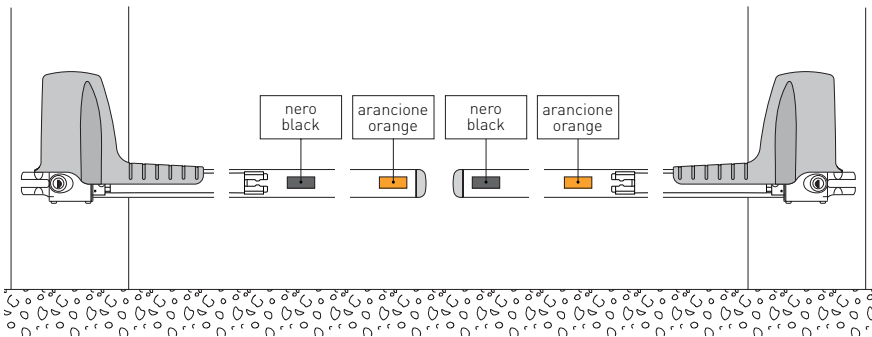 nero
black
arancione
orange
nero
black
arancione
orange